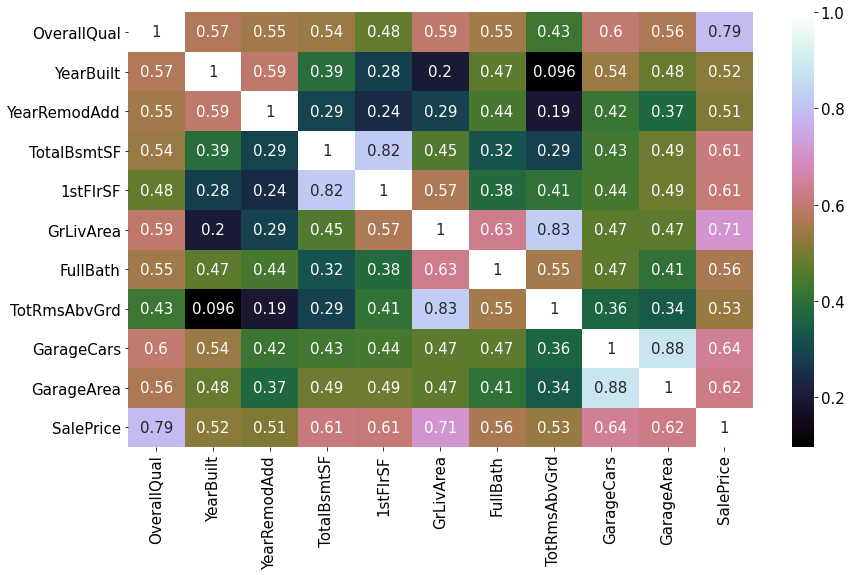 OverallQual 1 0.57 0.55 0.54 0.48 0.59 0.55 0.43 0.6 0.56 0.79
YearBuilt 0.57 1 0.59 0.39 0.28 0.2 0.47 0.096 0.54 0.48 0.52
YearRemodAdd 0.55 0.59 1 0.29 0.24 0.29 0.44 0.19 0.42 0.37 0.51
TotalBsmtSF 0.54 0.39 0.29 1 0.82 0.45 0.32 0.29 0.43 0.49 0.61
1stFlrSF 0.48 0.28 0.24 0.82 1 0.57 0.38 0.41 0.44 0.49 0.61
GrLivArea 0.59 0.2 0.29 0.45 0.57 1 0.63 0.83 0.47 0.47 0.71
FullBath 0.55 0.47 0.44 0.32 0.38 0.63 1 0.55 0.47 0.41 0.56
TotRmsAbvGrd 0.43 0.096 0.19 0.29 0.41 0.83 0.55 1 0.36 0.34 0.53
GarageCars 0.6 0.54 0.42 0.43 0.44 0.47 0.47 0.36 1 0.88 0.64
GarageArea 0.56 0.48 0.37 0.49 0.49 0.47 0.41 0.34 0.88 1 0.62
SalePrice 0.79 0.52 0.51 0.61 0.61 0.71 0.56 0.53 0.64 0.62 1
OverallQual YearBuilt YearRemodAdd TotalBsmtSF 1stFlrSF GrLivArea FullBath TotRmsAbvGrd GarageCars GarageArea SalePrice
1.0
0.8
0.6
0.4
0.2